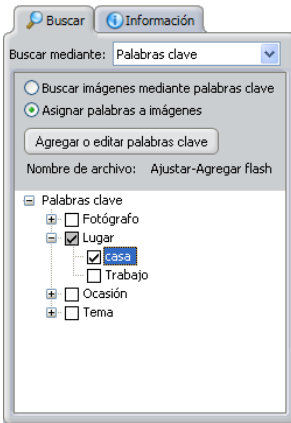 Buscar Información
Buscar mediante: Palabras clave
Buscar imágenes mediante palabras clave
Asignar palabras a imágenes
Agregar o editar palabras clave
Nombre de archivo: Ajustar-Agregar flash
Palabras clave
Fotógrafo
Lugar
casa
Trabajo
Ocasión
Tema